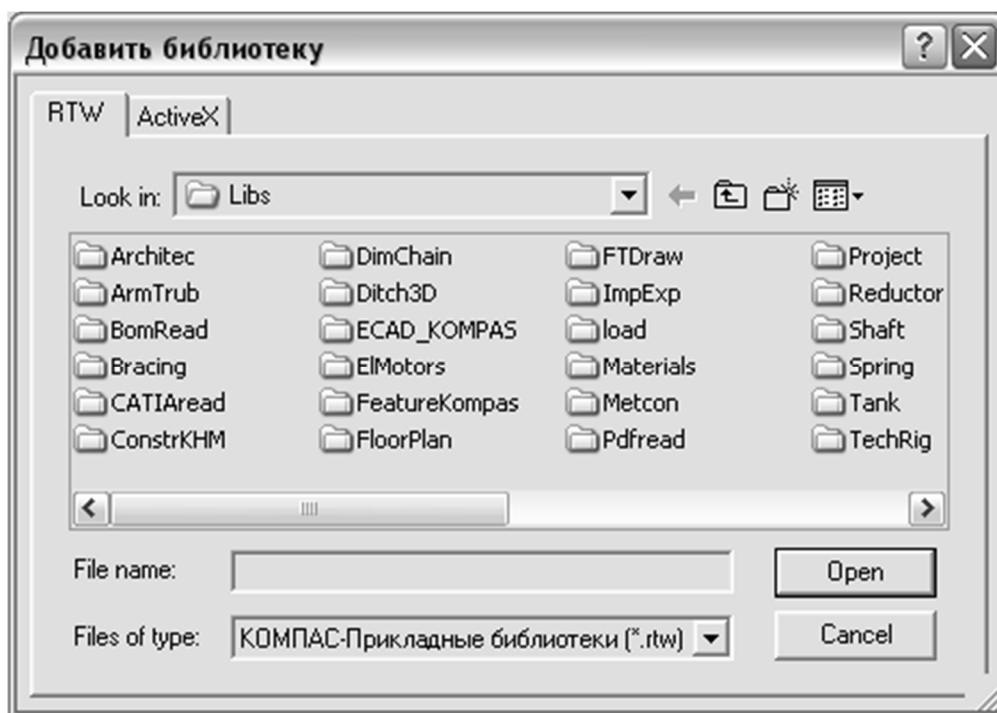 Добавить библиотеку
RTW ActiveX
Look in: Libs
Architec DimChain FTDraw Project
ArmTrub Ditch3D ImpExp Reductor
BomRead ECAD_KOMPAS load Shaft
Bracing ElMotors Materials Spring
CATIAread FeatureKompas Metcon Tank
ConstrKHM FloorPlan Pdfread TechRig
File name: Open
Files of type: КОМПАС-Прикладные библиотеки (*.rtw) Cancel